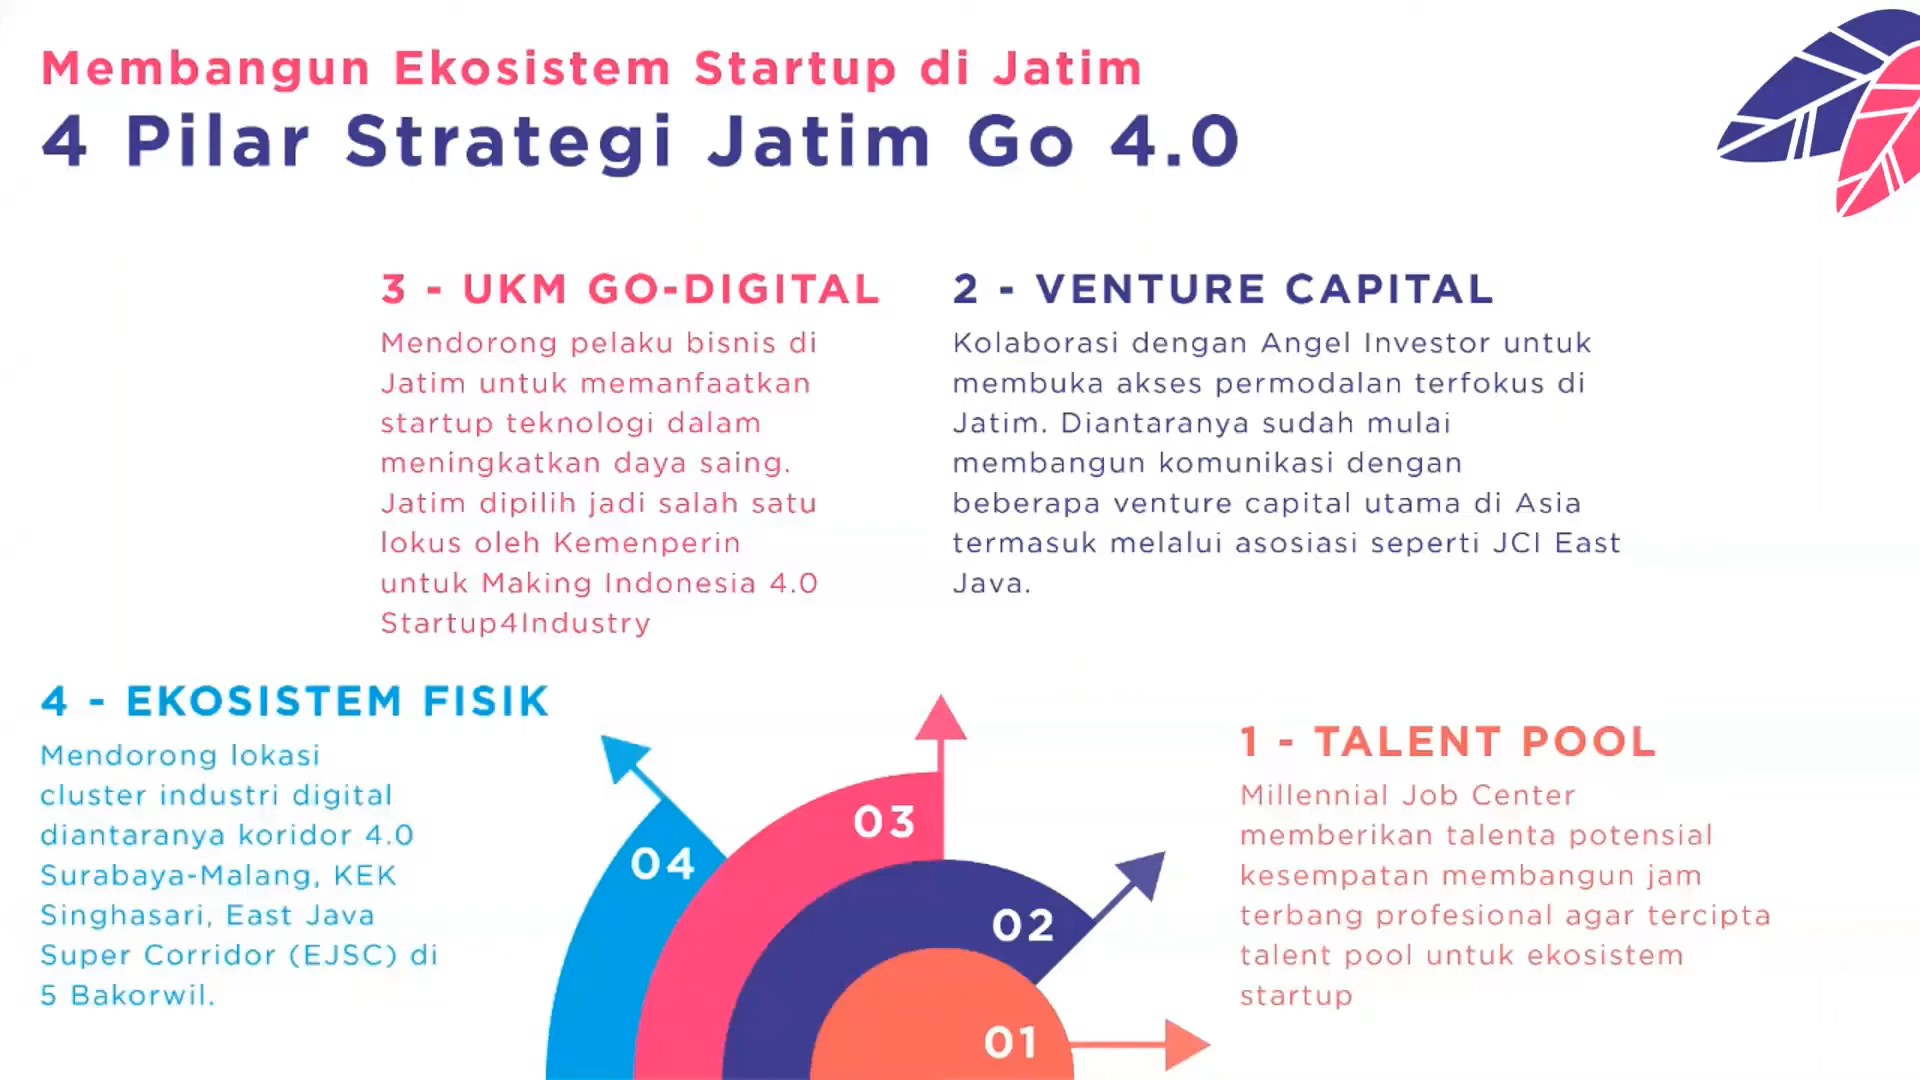 Membangun Ekosistem Startup di Jatim
4 Pilar Strategi Jatim Go 4.0
3 - UKM GO-DIGITAL
Mendorong pelaku bisnis di
Jatim untuk memanfaatkan
startup teknologi dalam
meningkatkan daya saing.
Jatim dipilih jadi salah satu
lokus oleh Kemenperin
untuk Making Indonesia 4.0
Startup4Industry
2 - VENTURE CAPITAL
Kolaborasi dengan Angel Investor untuk
membuka akses permodalan terfokus di
Jatim. Diantaranya sudah mulai
membangun komunikasi dengan
beberapa venture capital utama di Asia
termasuk melalui asosiasi seperti JCI East
Java.
4 - EKOSISTEM FISIK
Mendorong lokasi
cluster industri digital
diantaranya koridor 4.0
Surabaya-Malang, KEK
Singhasari, East Java
Super Corridor (EJSC) di
5 Bakorwil.
04
03
02
01
1 - TALENT POOL
Millennial Job Center
memberikan talenta potensial
kesempatan membangun jam
terbang profesional agar tercipta
talent pool untuk ekosistem
startup